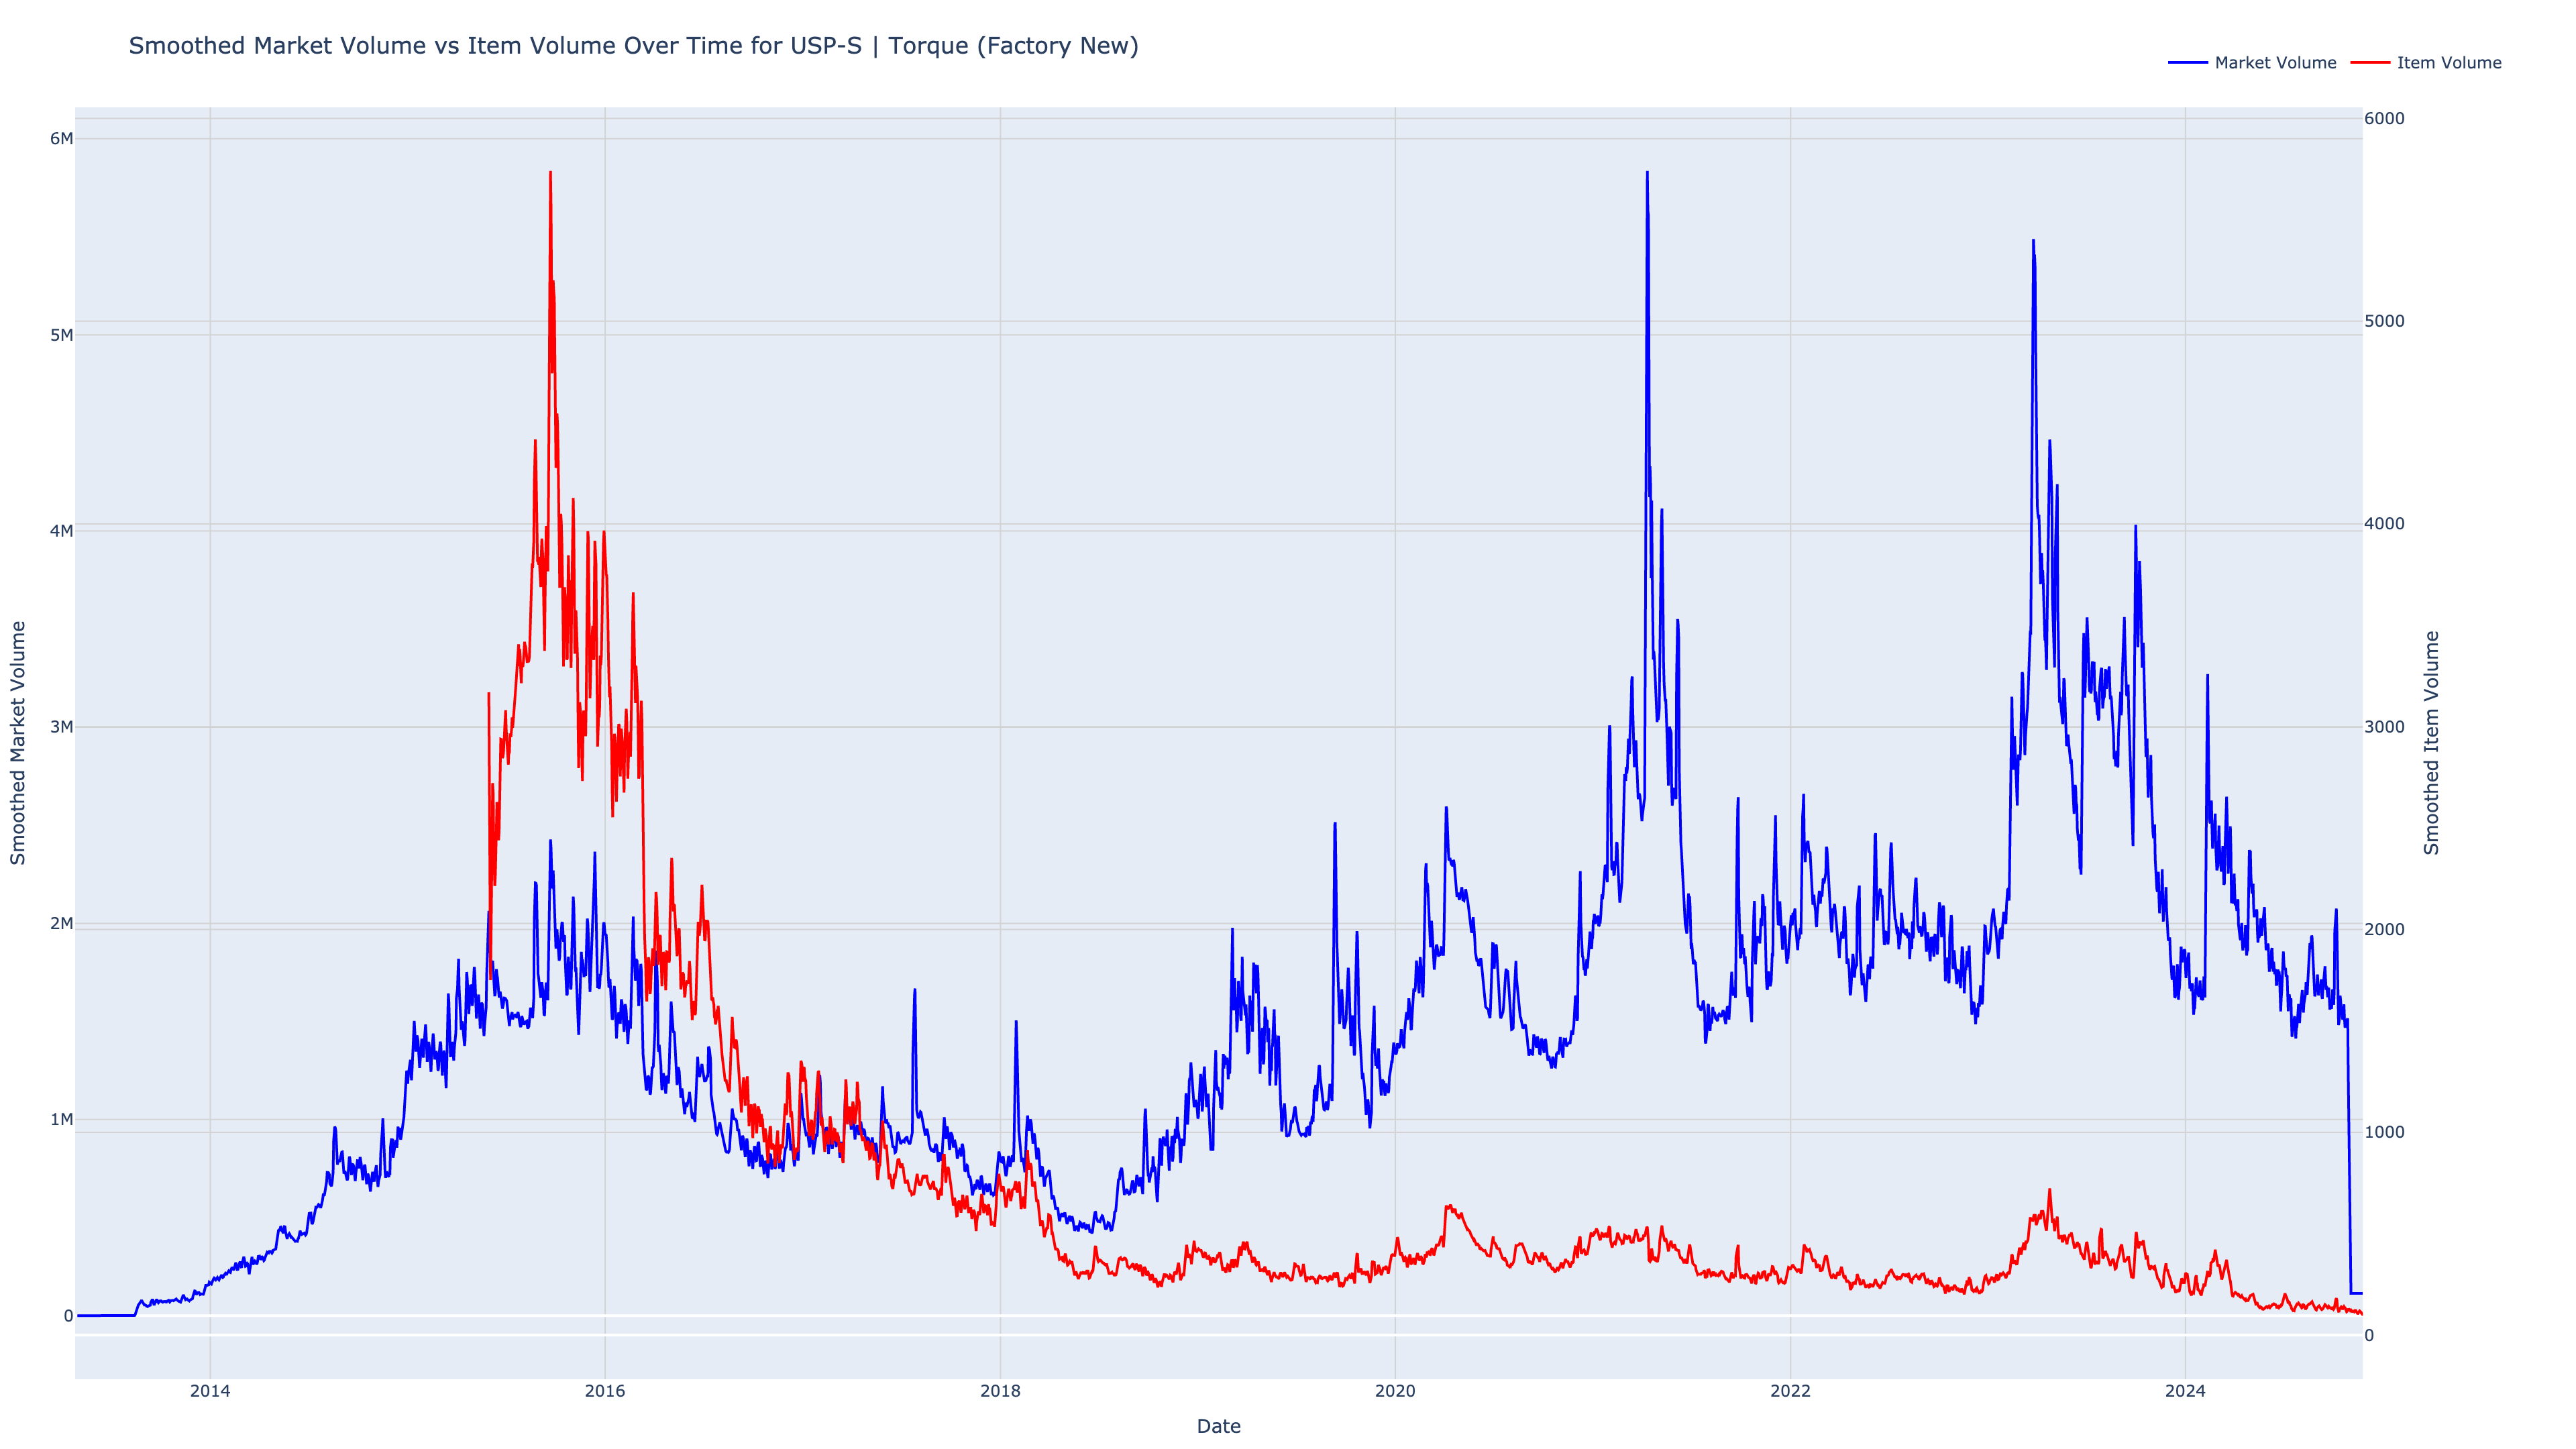 Smoothed Market Volume vs Item Volume Over Time for USP-S | Torque (Factory New)
Market Volume
Item Volume
6M
5M
4M
3M
2M
1M
0
Smoothed Market Volume
6000
5000
4000
3000
2000
1000
0
Smoothed Item Volume
2014
2016
2018
2020
2022
2024
Date